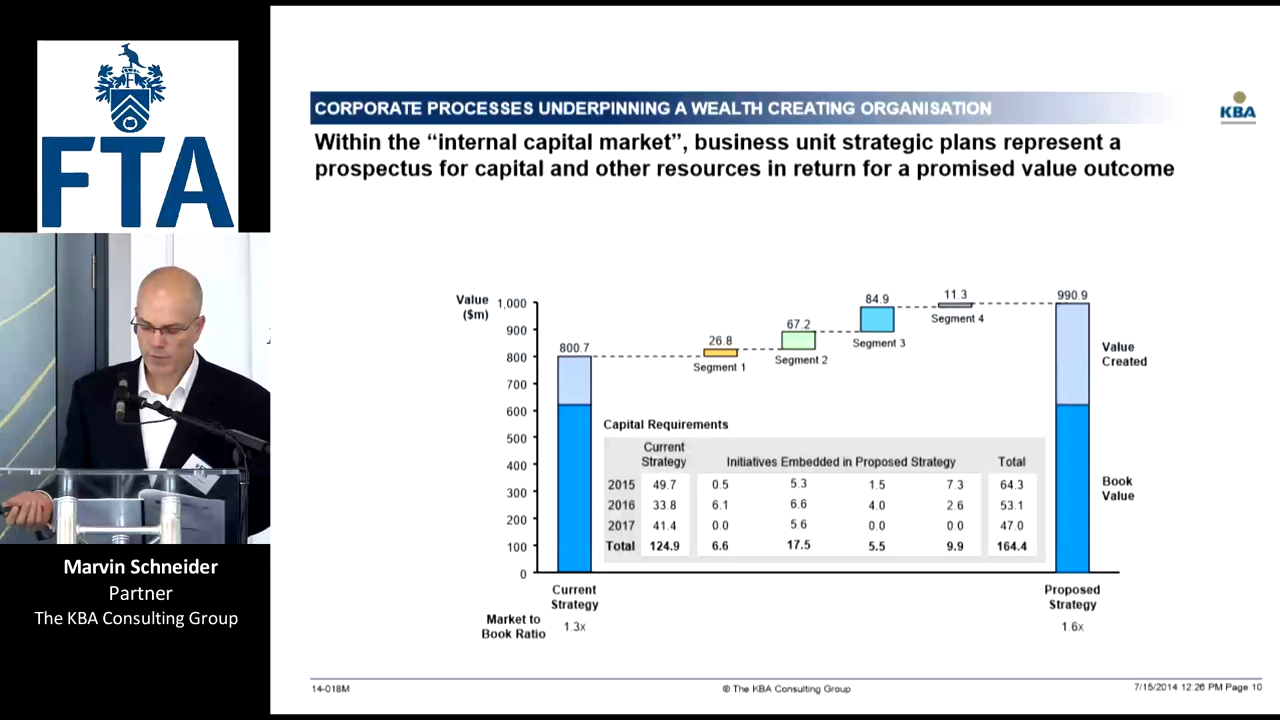 FTA
Marvin Schneider
Partner
The KBA Consulting Group
CORPORATE PROCESSES UNDERPINNING A WEALTH CREATING ORGANISATION
KBA
Within the “internal capital market”, business unit strategic plans represent a
prospectus for capital and other resources in return for a promised value outcome
Value
($m)
1,000
900
800
700
600
500
400
300
200
100
0
800.7
26.8
Segment 1
67.2
Segment 2
84.9
Segment 3
11.3
Segment 4
990.9
Value
Created
Book
Value
Capital Requirements
Current
Strategy Initiatives Embedded in Proposed Strategy Total
2015 49.7 0.5 5.3 1.5 7.3 64.3
2016 33.8 6.1 6.6 4.0 2.6 53.1
2017 41.4 0.0 5.6 0.0 0.0 47.0
Total 124.9 6.6 17.5 5.5 9.9 164.4
Current
Strategy
Proposed
Strategy
Market to
Book Ratio
1.3x
1.6x
14-018M
© The KBA Consulting Group
7/15/2014 12:26 PM Page 10